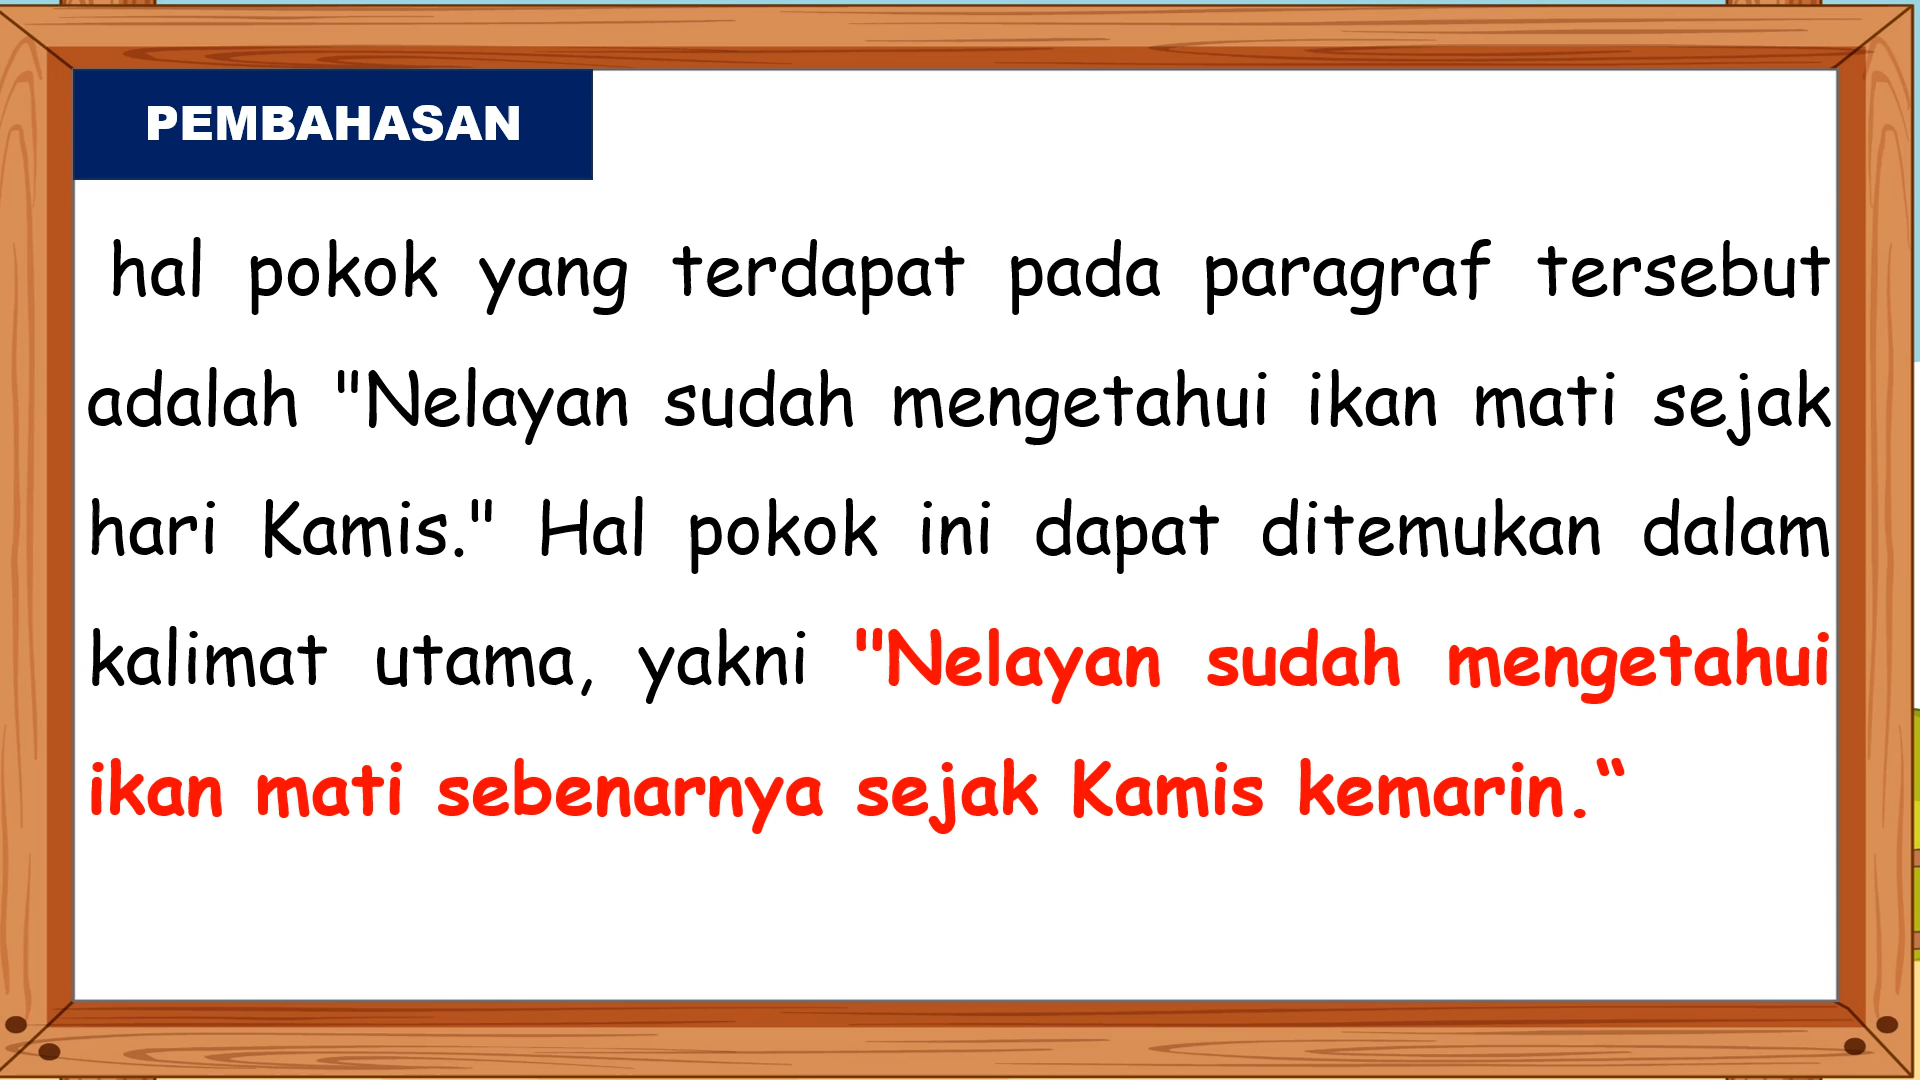 PEMBAHASAN
hal pokok yang terdapat pada paragraf tersebut
adalah "Nelayan sudah mengetahui ikan mati sejak
hari Kamis." Hal pokok ini dapat ditemukan dalam
kalimat utama, yakni "Nelayan sudah mengetahui
ikan mati sebenarnya sejak Kamis kemarin.“